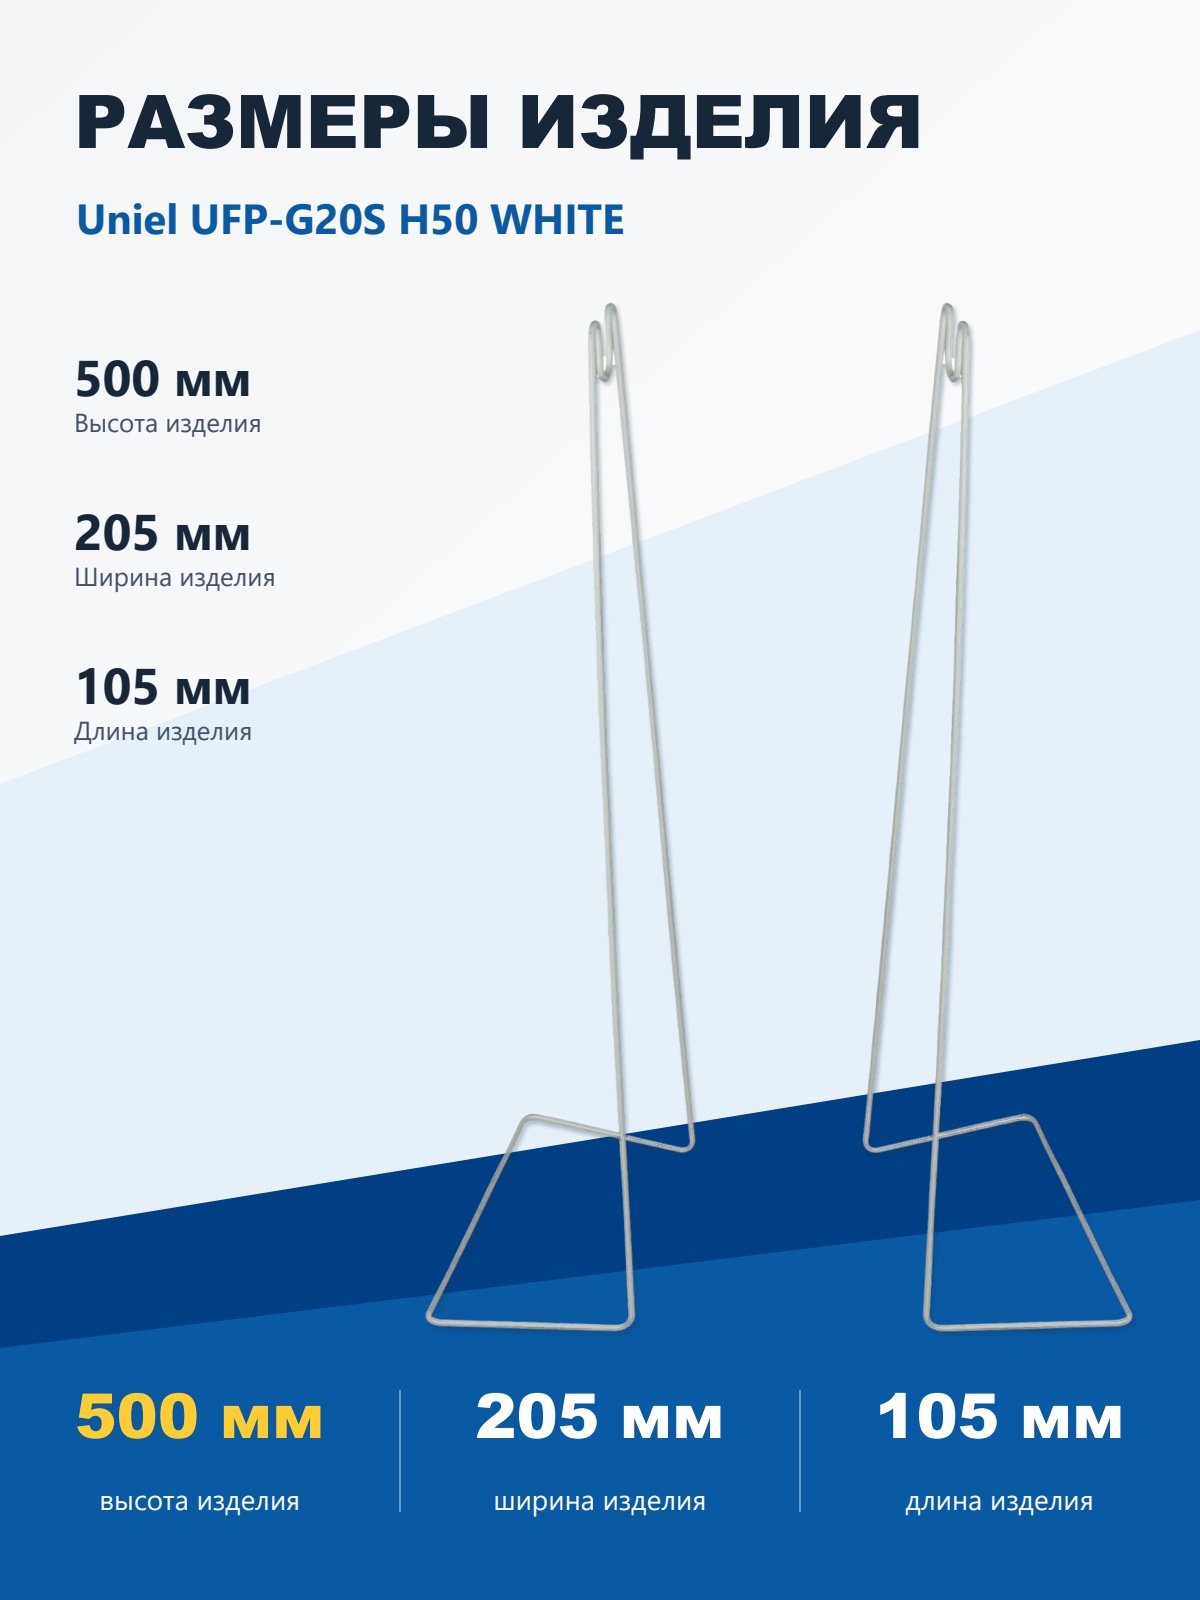 РАЗМЕРЫ ИЗДЕЛИЯ
Uniel UFP-G20S H50 WHITE
500 мм
Высота изделия
205 мм
Ширина изделия
105 мм
Длина изделия
500 мм
высота изделия
205 мм
ширина изделия
105 мм
длина изделия